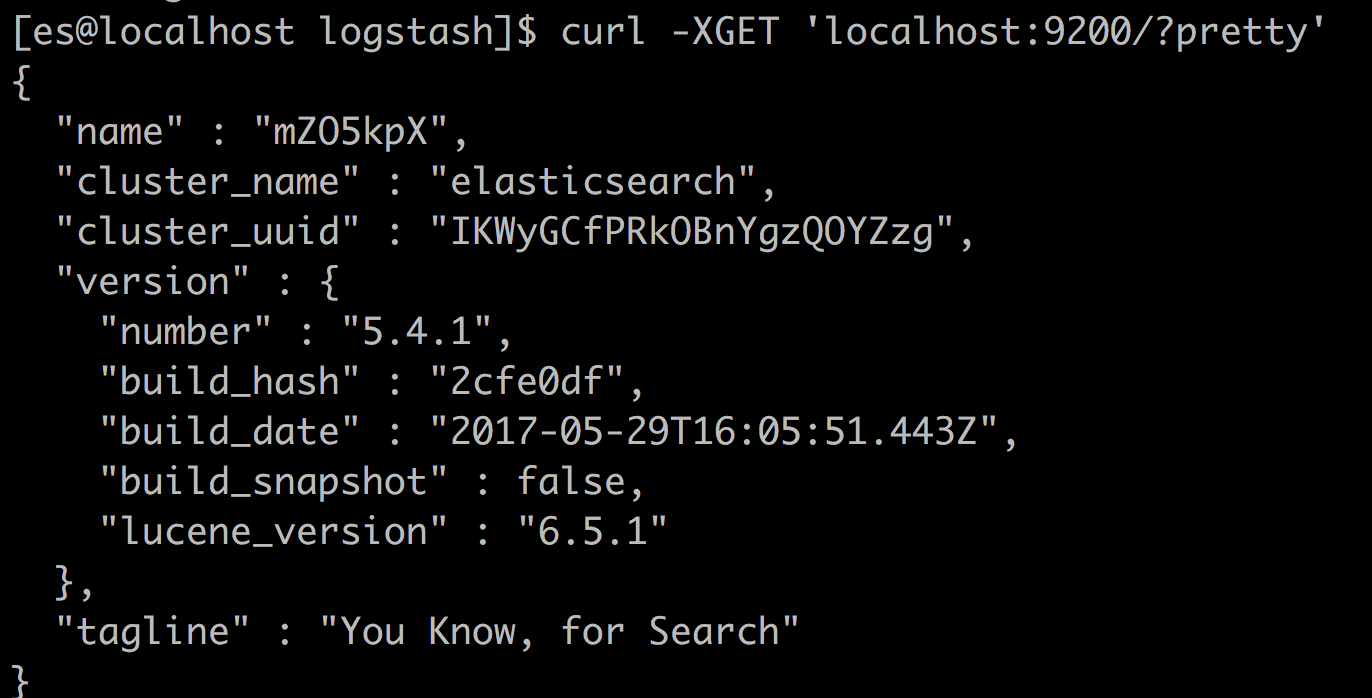 [es@localhost logstash]$ curl -XGET 'localhost:9200/?pretty'
{
  "name" : "mZO5kpX",
  "cluster_name" : "elasticsearch",
  "cluster_uuid" : "IKWyGCfPRkOBnYgzQOYZzg",
  "version" : {
    "number" : "5.4.1",
    "build_hash" : "2cfe0df",
    "build_date" : "2017-05-29T16:05:51.443Z",
    "build_snapshot" : false,
    "lucene_version" : "6.5.1"
  },
  "tagline" : "You Know, for Search"
}